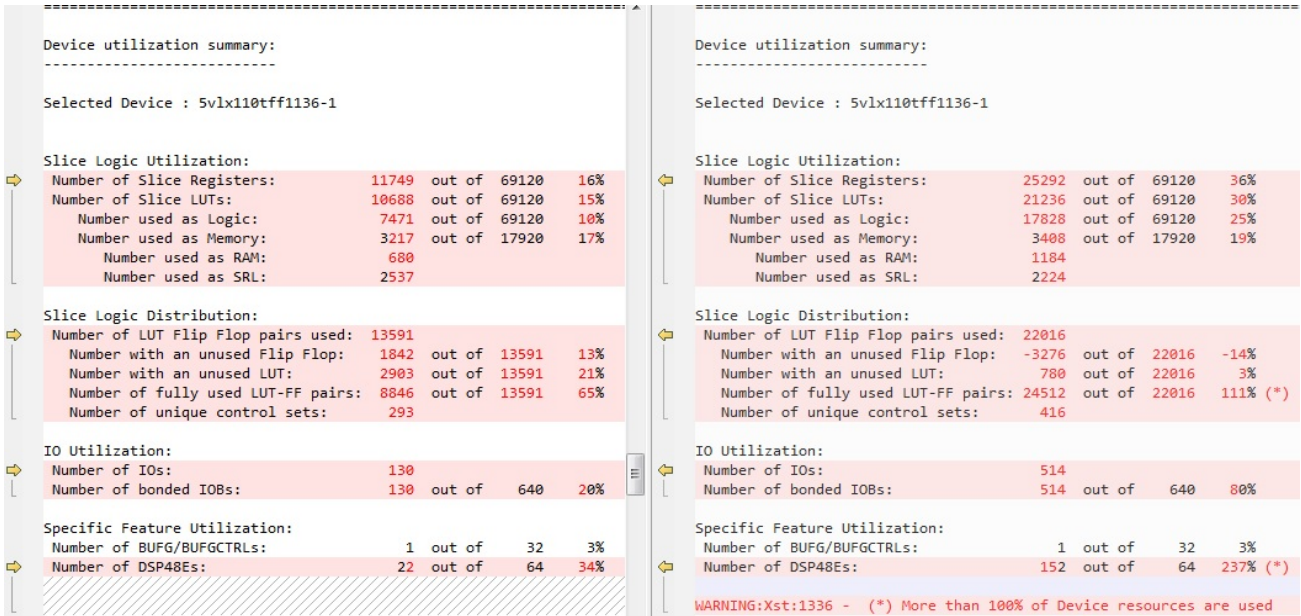 Device utilization summary:
---------------------------
Selected Device : 5vlx110tff1136-1
Slice Logic Utilization:
Number of Slice Registers: 11749 out of 69120 16%
Number of Slice LUTs: 10688 out of 69120 15%
Number used as Logic: 7471 out of 69120 10%
Number used as Memory: 3217 out of 17920 17%
Number used as RAM: 680
Number used as SRL: 2537
Slice Logic Distribution:
Number of LUT Flip Flop pairs used: 13591
Number with an unused Flip Flop: 1842 out of 13591 13%
Number with an unused LUT: 2903 out of 13591 21%
Number of fully used LUT-FF pairs: 8846 out of 13591 65%
Number of unique control sets: 293
IO Utilization:
Number of IOs: 130
Number of bonded IOBs: 130 out of 640 20%
Specific Feature Utilization:
Number of BUFG/BUFGCTRLs: 1 out of 32 3%
Number of DSP48Es: 22 out of 64 34%
Device utilization summary:
---------------------------
Selected Device : 5vlx110tff1136-1
Slice Logic Utilization:
Number of Slice Registers: 25292 out of 69120 36%
Number of Slice LUTs: 21236 out of 69120 30%
Number used as Logic: 17828 out of 69120 25%
Number used as Memory: 3408 out of 17920 19%
Number used as RAM: 1184
Number used as SRL: 2224
Slice Logic Distribution:
Number of LUT Flip Flop pairs used: 22016
Number with an unused Flip Flop: -3276 out of 22016 -14%
Number with an unused LUT: 780 out of 22016 3%
Number of fully used LUT-FF pairs: 24512 out of 22016 111% (*)
Number of unique control sets: 416
IO Utilization:
Number of IOs: 514
Number of bonded IOBs: 514 out of 640 80%
Specific Feature Utilization:
Number of BUFG/BUFGCTRLs: 1 out of 32 3%
Number of DSP48Es: 152 out of 64 237% (*)
WARNING:Xst:1336 - (*) More than 100% of Device resources are used